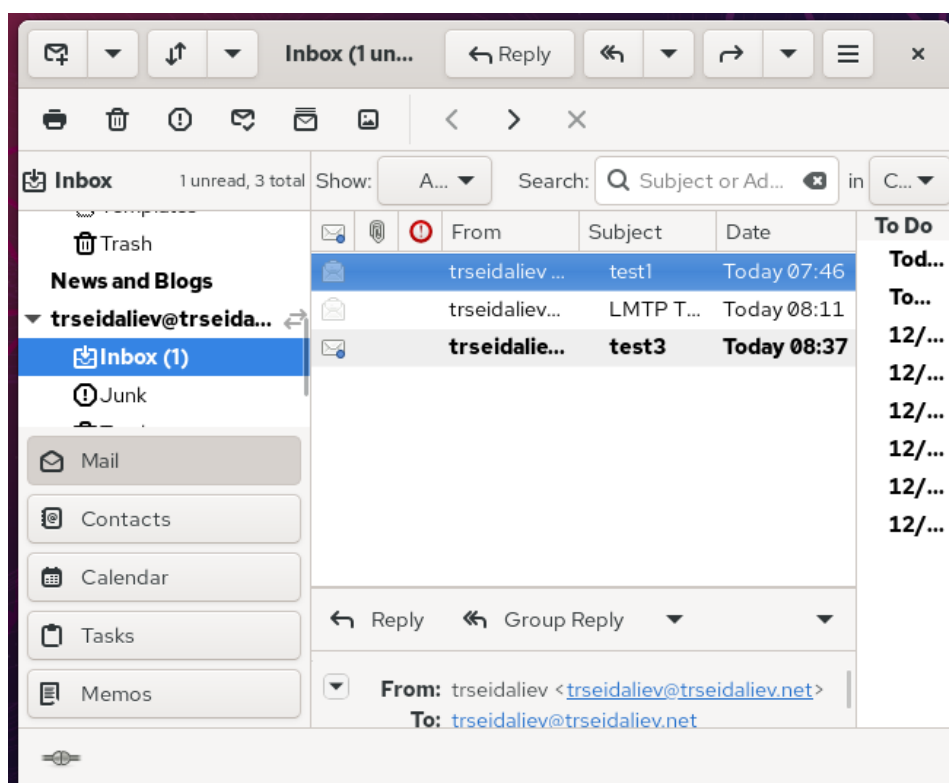 Inbox (1 un... Reply
Inbox 1 unread, 3 total Show: A... Search: Subject or Ad... in C...
Templates
Trash
News and Blogs
trseidaliev@trseida...
Inbox (1)
Junk
Mail
Contacts
Calendar
Tasks
Memos
From Subject Date
trseidaliev ... test1 Today 07:46
trseidaliev... LMTP T... Today 08:11
trseidalie... test3 Today 08:37
Reply Group Reply
From: trseidaliev <trseidaliev@trseidaliev.net>
To: trseidaliev@trseidaliev.net
To Do
Tod...
To...
12/...
12/...
12/...
12/...
12/...
12/...